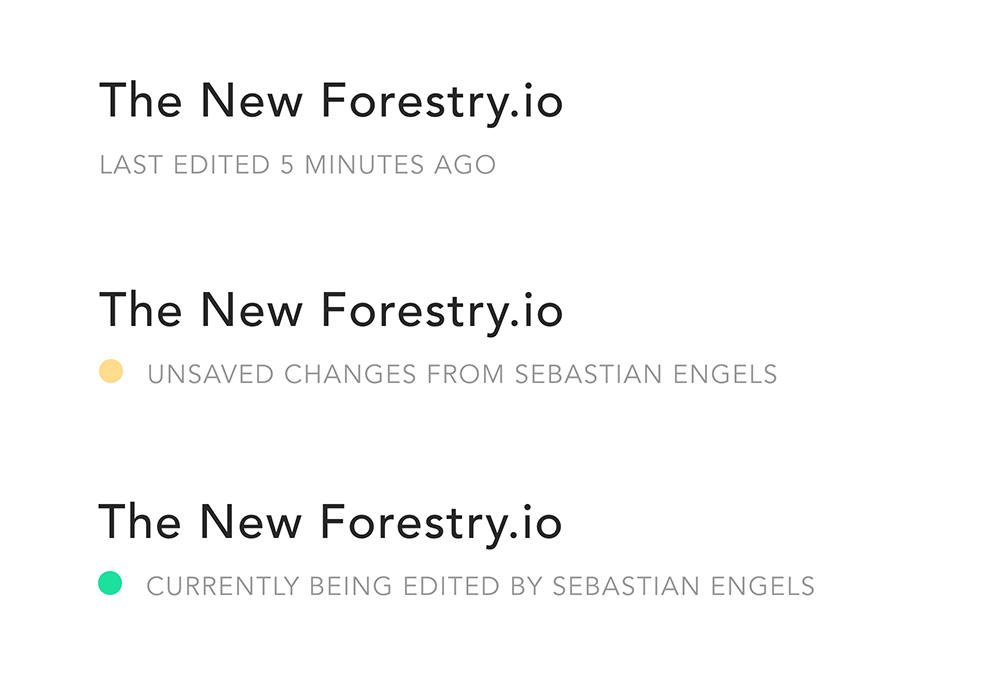 The New Forestry.io
LAST EDITED 5 MINUTES AGO
The New Forestry.io
UNSAVED CHANGES FROM SEBASTIAN ENGELS
The New Forestry.io
CURRENTLY BEING EDITED BY SEBASTIAN ENGELS